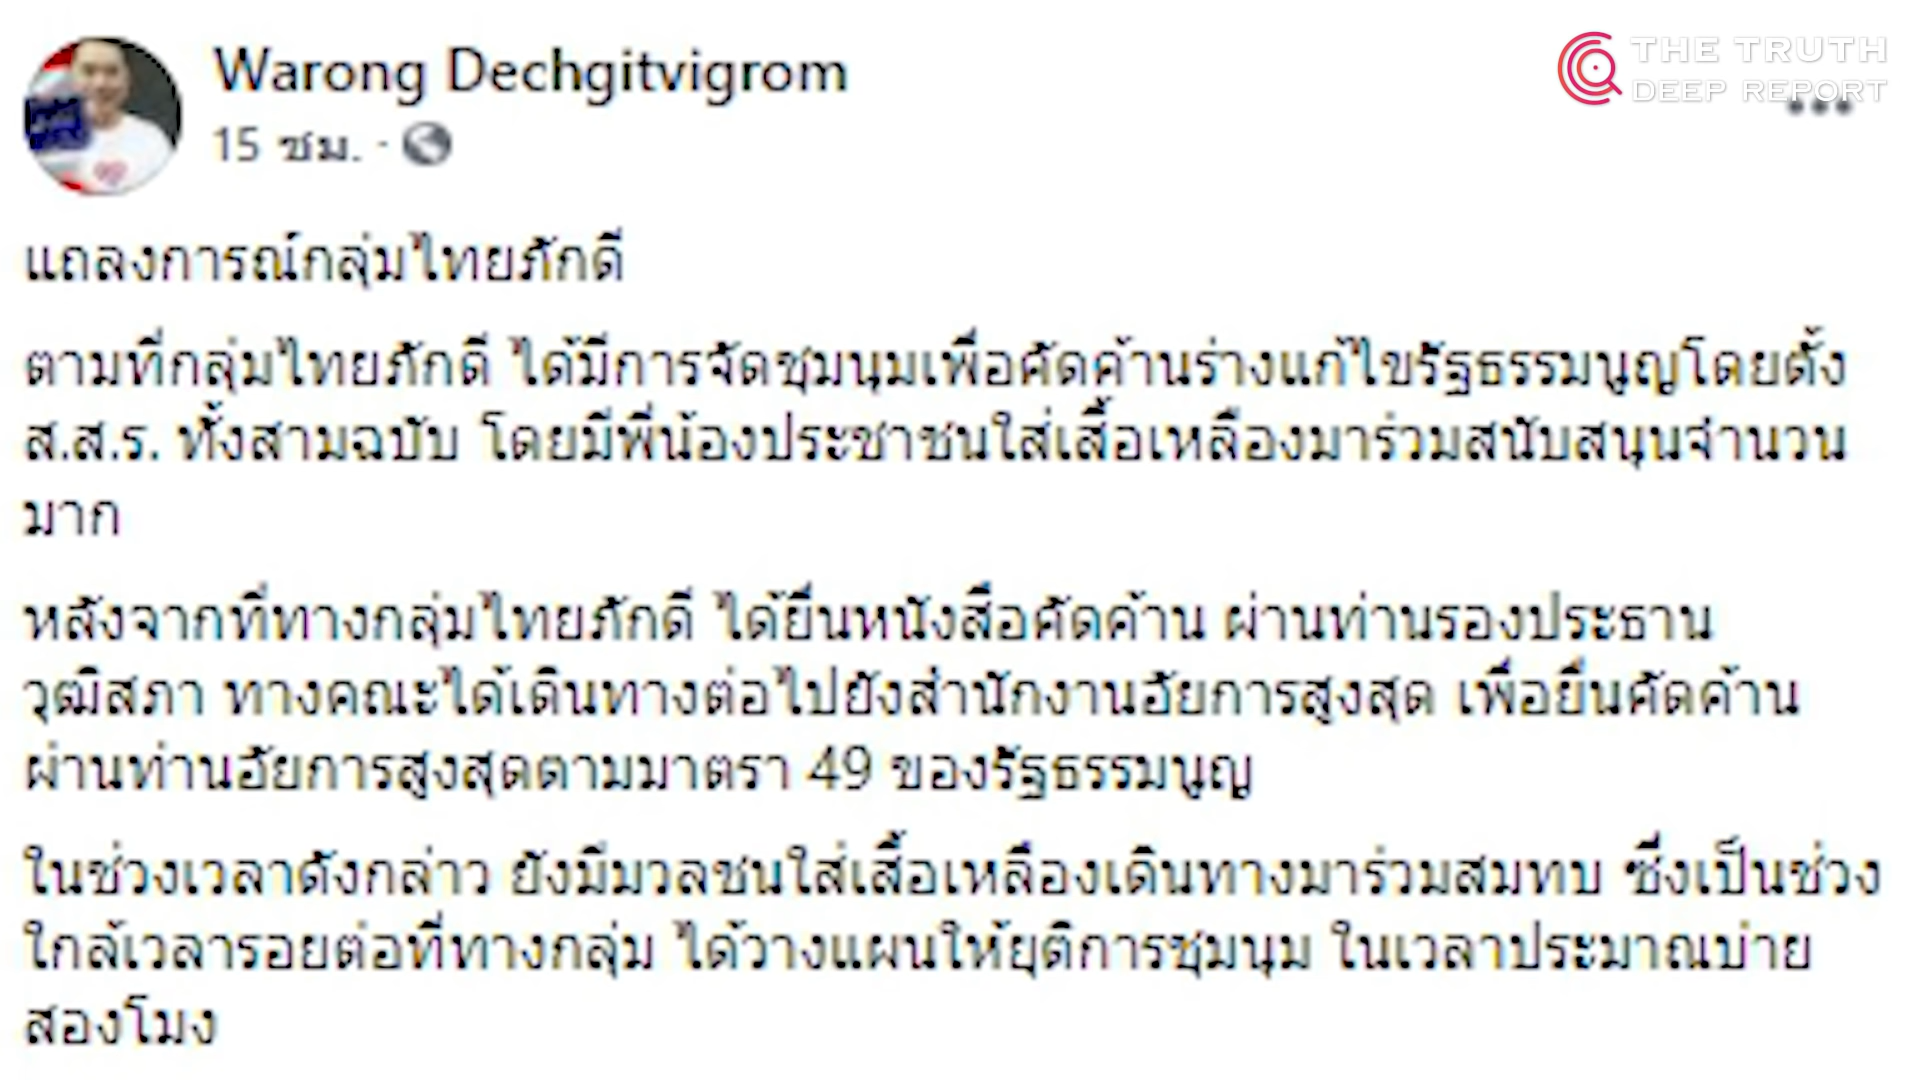 Warong Dechgitvigrom
15 ชม. ·
THE TRUTH
DEEP REPORT
แถลงการณ์กลุ่มไทยภักดี
ตามที่กลุ่มไทยภักดี ได้มีการจัดชุมนุมเพื่อคัดค้านร่างแก้ไขรัฐธรรมนูญโดยตั้ง
ส.ส.ร. ทั้งสามฉบับ โดยมีพี่น้องประชาชนใส่เสื้อเหลืองมาร่วมสนับสนุนจำนวน
มาก
หลังจากที่ทางกลุ่มไทยภักดี ได้ยื่นหนังสือคัดค้าน ผ่านท่านรองประธาน
วุฒิสภา ทางคณะได้เดินทางต่อไปยังสำนักงานอัยการสูงสุด เพื่อยื่นคัดค้าน
ผ่านท่านอัยการสูงสุดตามมาตรา 49 ของรัฐธรรมนูญ
ในช่วงเวลาดังกล่าว ยังมีมวลชนใส่เสื้อเหลืองเดินทางมาร่วมสมทบ ซึ่งเป็นช่วง
ใกล้เวลารอยต่อที่ทางกลุ่ม ได้วางแผนให้ยุติการชุมนุม ในเวลาประมาณบ่าย
สองโมง